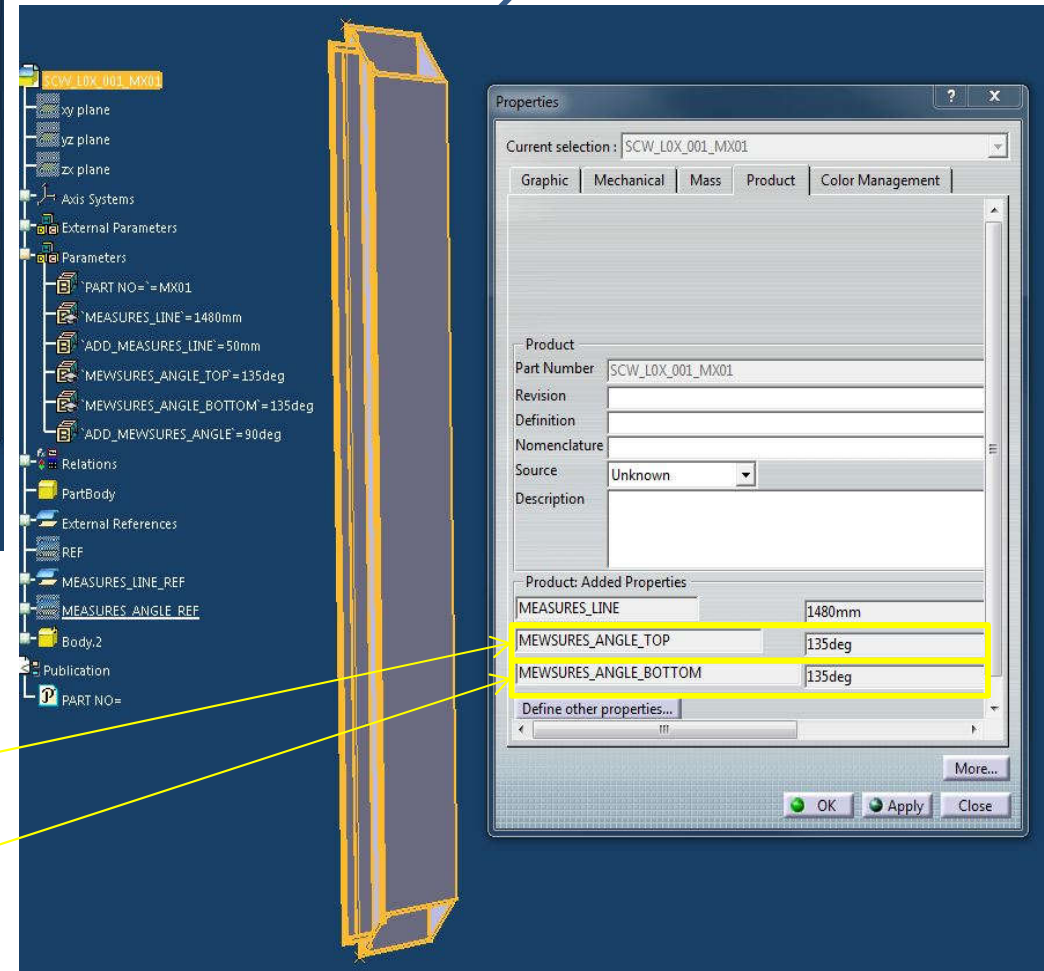 SCW_L0X_001_MX01
xy plane
yz plane
zx plane
Axis Systems
External Parameters
Parameters
`PART NO=`=MX01
`MEASURES_LINE`=1480mm
`ADD_MEASURES_LINE`=50mm
`MEWSURES_ANGLE_TOP`=135deg
`MEWSURES_ANGLE_BOTTOM`=135deg
`ADD_MEWSURES_ANGLE`=90deg
Relations
PartBody
External References
REF
MEASURES_LINE_REF
MEASURES_ANGLE_REF
Body.2
Publication
PART NO=
Properties
? X
Current selection : SCW_L0X_001_MX01
Graphic Mechanical Mass Product Color Management
Product
Part Number SCW_L0X_001_MX01
Revision
Definition
Nomenclature
Source Unknown
Description
Product: Added Properties
MEASURES_LINE 1480mm
MEWSURES_ANGLE_TOP 135deg
MEWSURES_ANGLE_BOTTOM 135deg
Define other properties...
More...
OK Apply Close